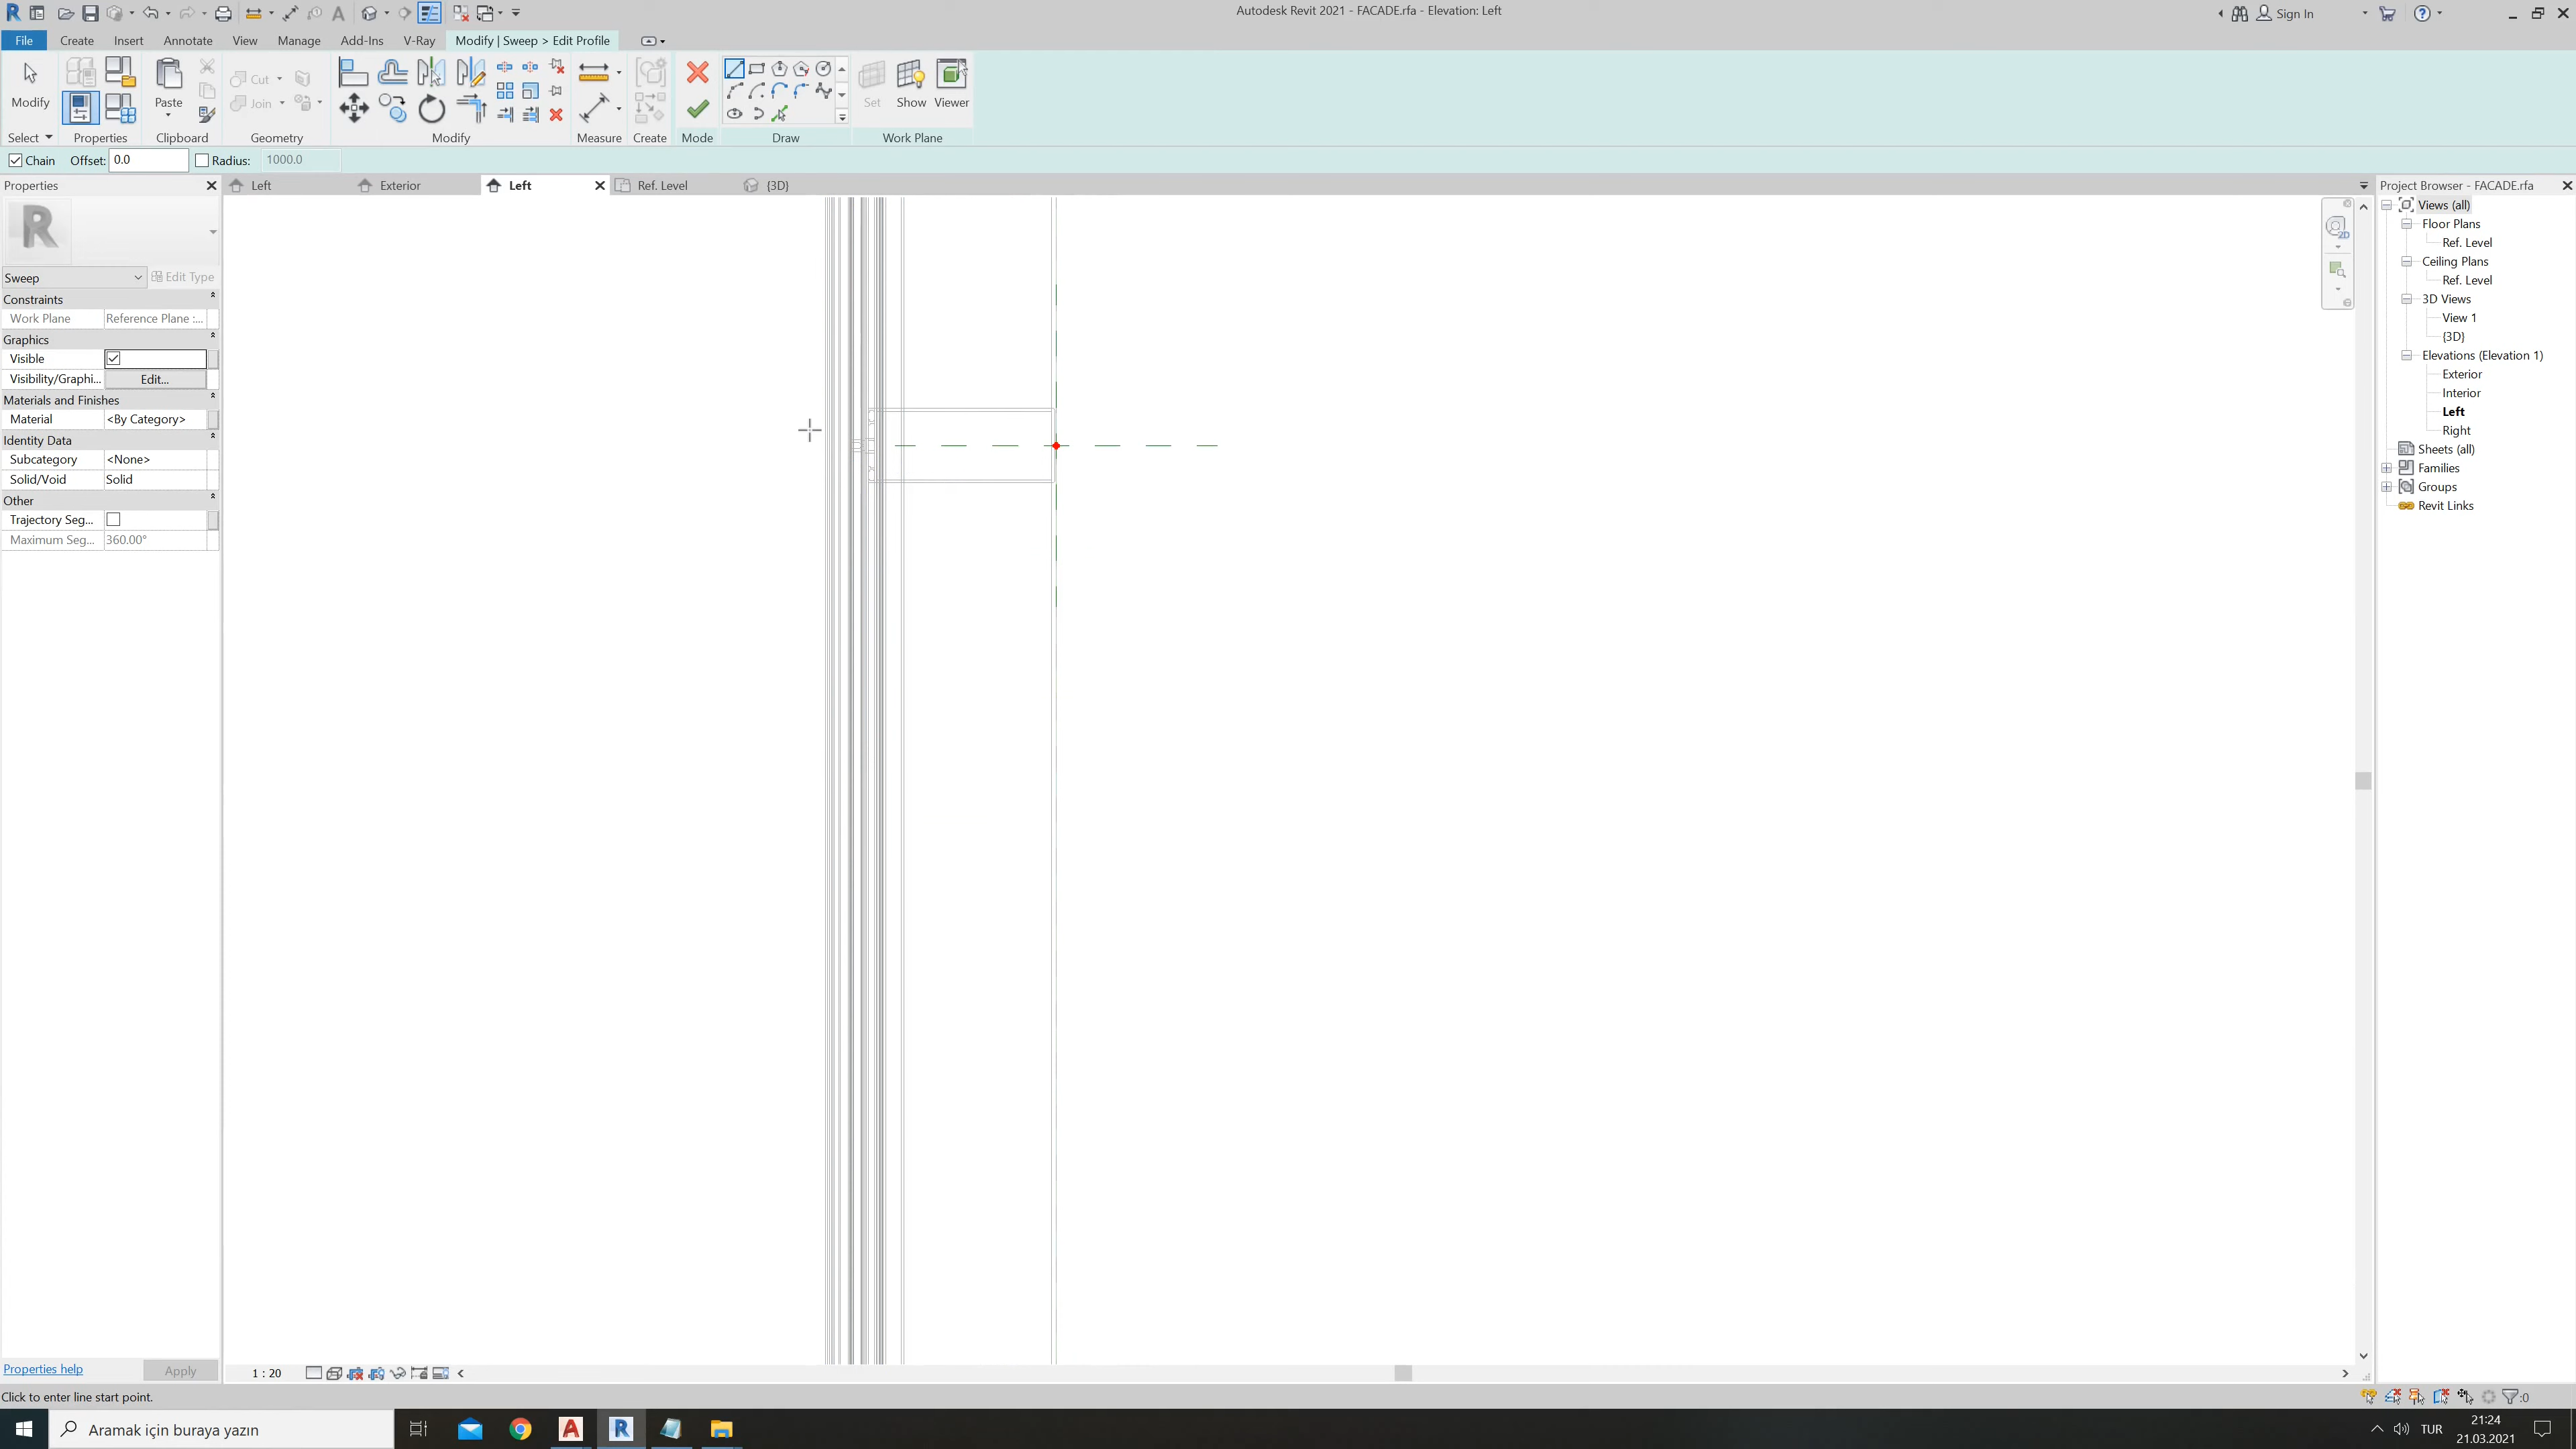 Autodesk Revit 2021 - FACADE.rfa - Elevation: Left
Sign In
File Create Insert Annotate View Manage Add-Ins V-Ray Modify | Sweep > Edit Profile
Modify
Paste
Cut
Join
Set Show Viewer
Select Properties Clipboard Geometry Modify Measure Create Mode Draw Work Plane
Chain Offset: 0.0 Radius: 1000.0
Properties
Left Exterior Left Ref. Level {3D}
Project Browser - FACADE.rfa
Sweep Edit Type
Constraints
Work Plane Reference Plane :...
Graphics
Visible
Visibility/Graphi... Edit...
Materials and Finishes
Material <By Category>
Identity Data
Subcategory <None>
Solid/Void Solid
Other
Trajectory Seg...
Maximum Seg... 360.00°
Views (all)
Floor Plans
Ref. Level
Ceiling Plans
Ref. Level
3D Views
View 1
{3D}
Elevations (Elevation 1)
Exterior
Interior
Left
Right
Sheets (all)
Families
Groups
Revit Links
Properties help Apply
1 : 20
Click to enter line start point.
:0
Aramak için buraya yazın
TUR
21:24
21.03.2021